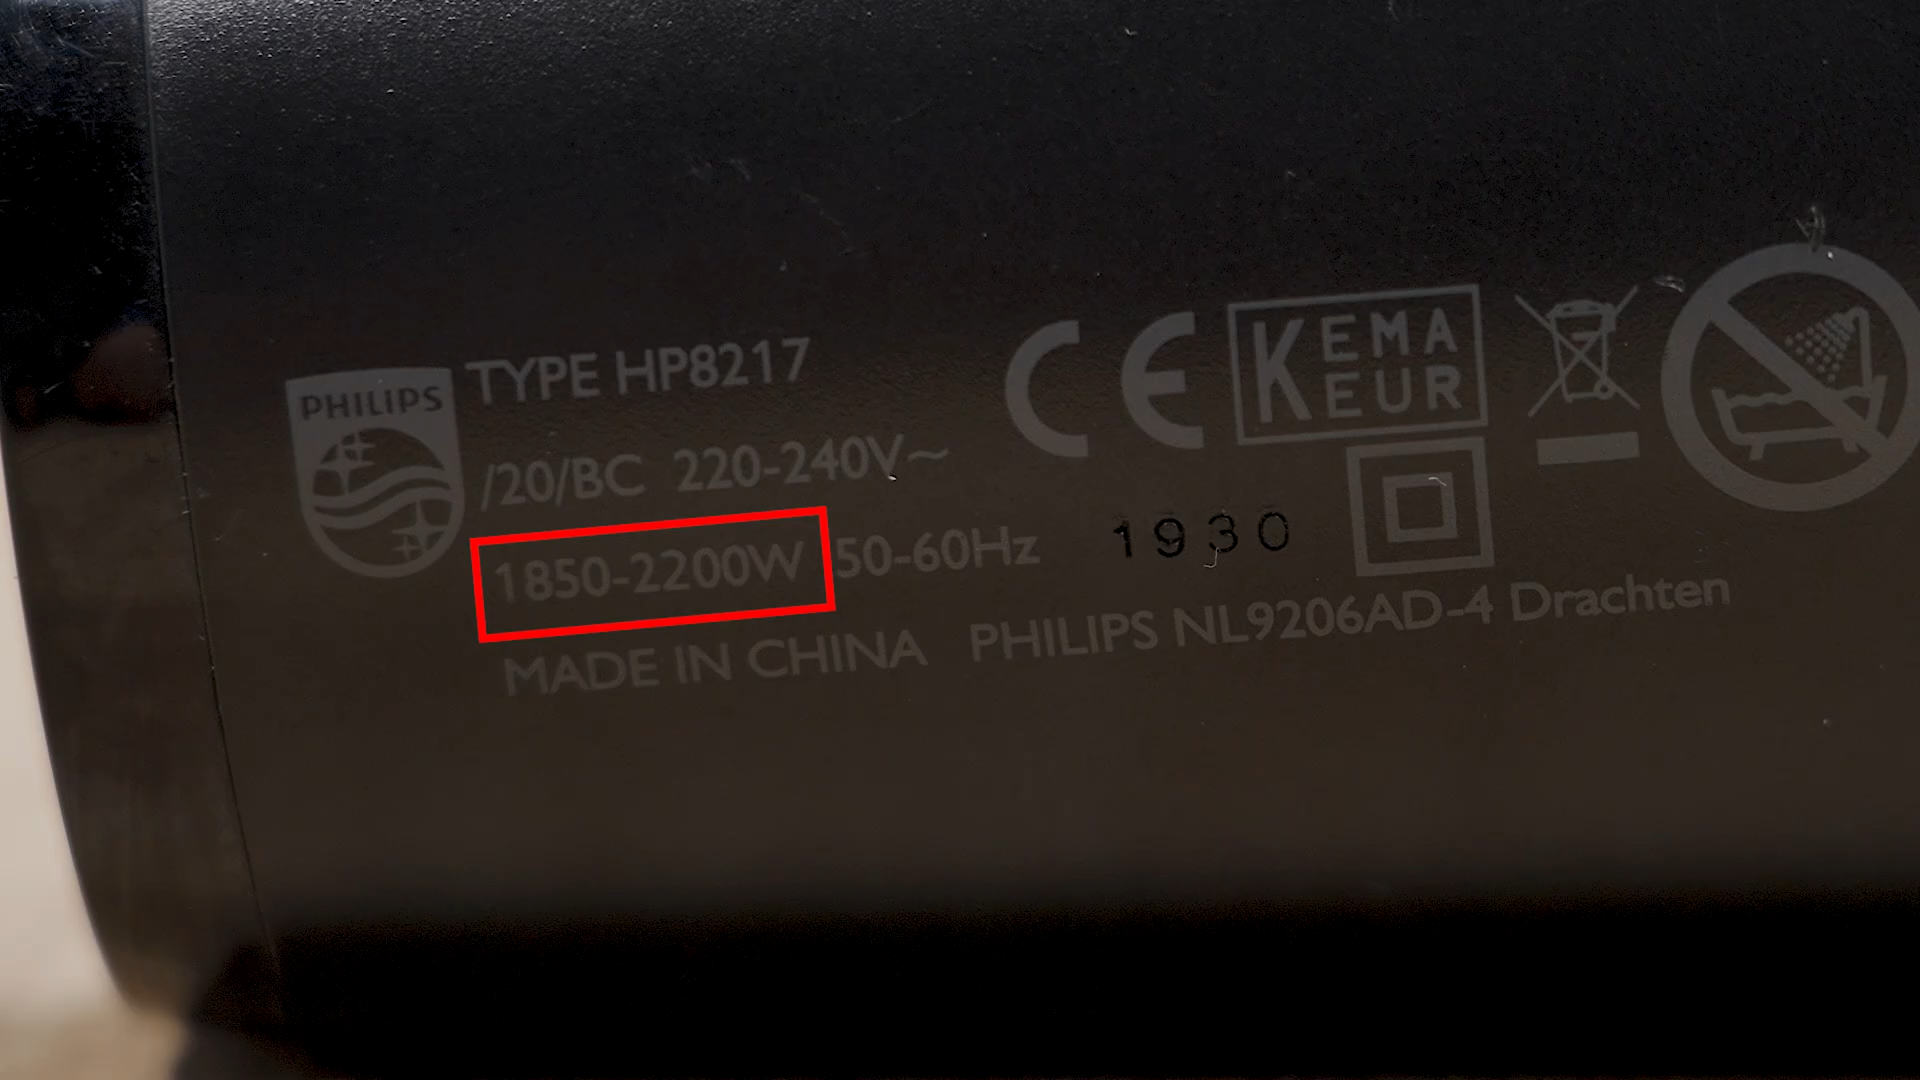 PHILIPS
TYPE HP8217
/20/BC 220-240V~
1850-2200W 50-60Hz
MADE IN CHINA PHILIPS NL9206AD-4 Drachten
CE
KEMA
KEUR
1930